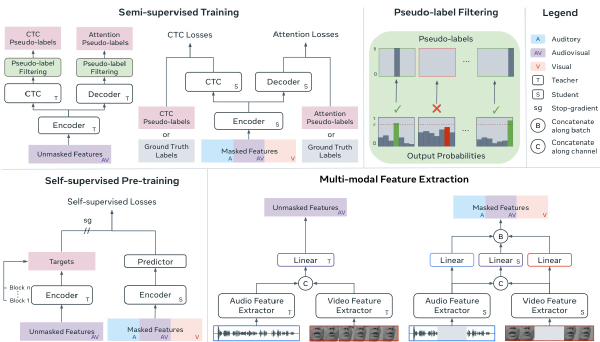 Semi-supervised Training
CTC
Pseudo-labels
Attention
Pseudo-labels
Pseudo-label
Filtering
Pseudo-label
Filtering
CTC T
Decoder T
Encoder T
Unmasked Features AV
CTC Losses
Attention Losses
CTC S
Decoder S
CTC
Pseudo-labels
or
Ground Truth
Labels
Encoder S
Masked Features
A AV V
Attention
Pseudo-labels
or
Ground Truth
Labels
Pseudo-label Filtering
Pseudo-labels
...
...
Output Probabilities
Legend
A Auditory
AV Audiovisual
V Visual
T Teacher
S Student
sg Stop-gradient
B Concatenate
along batch
C Concatenate
along channel
Self-supervised Pre-training
Self-supervised Losses
sg
//
Targets
Predictor
Block n
Block 1
Encoder T
Encoder S
Unmasked Features AV
Masked Features
A AV V
Multi-modal Feature Extraction
Unmasked Features AV
Linear T
C
Audio Feature
Extractor T
Video Feature
Extractor T
Masked Features
A AV V
B
Linear
Linear S
Linear
C
Audio Feature
Extractor S
Video Feature
Extractor S